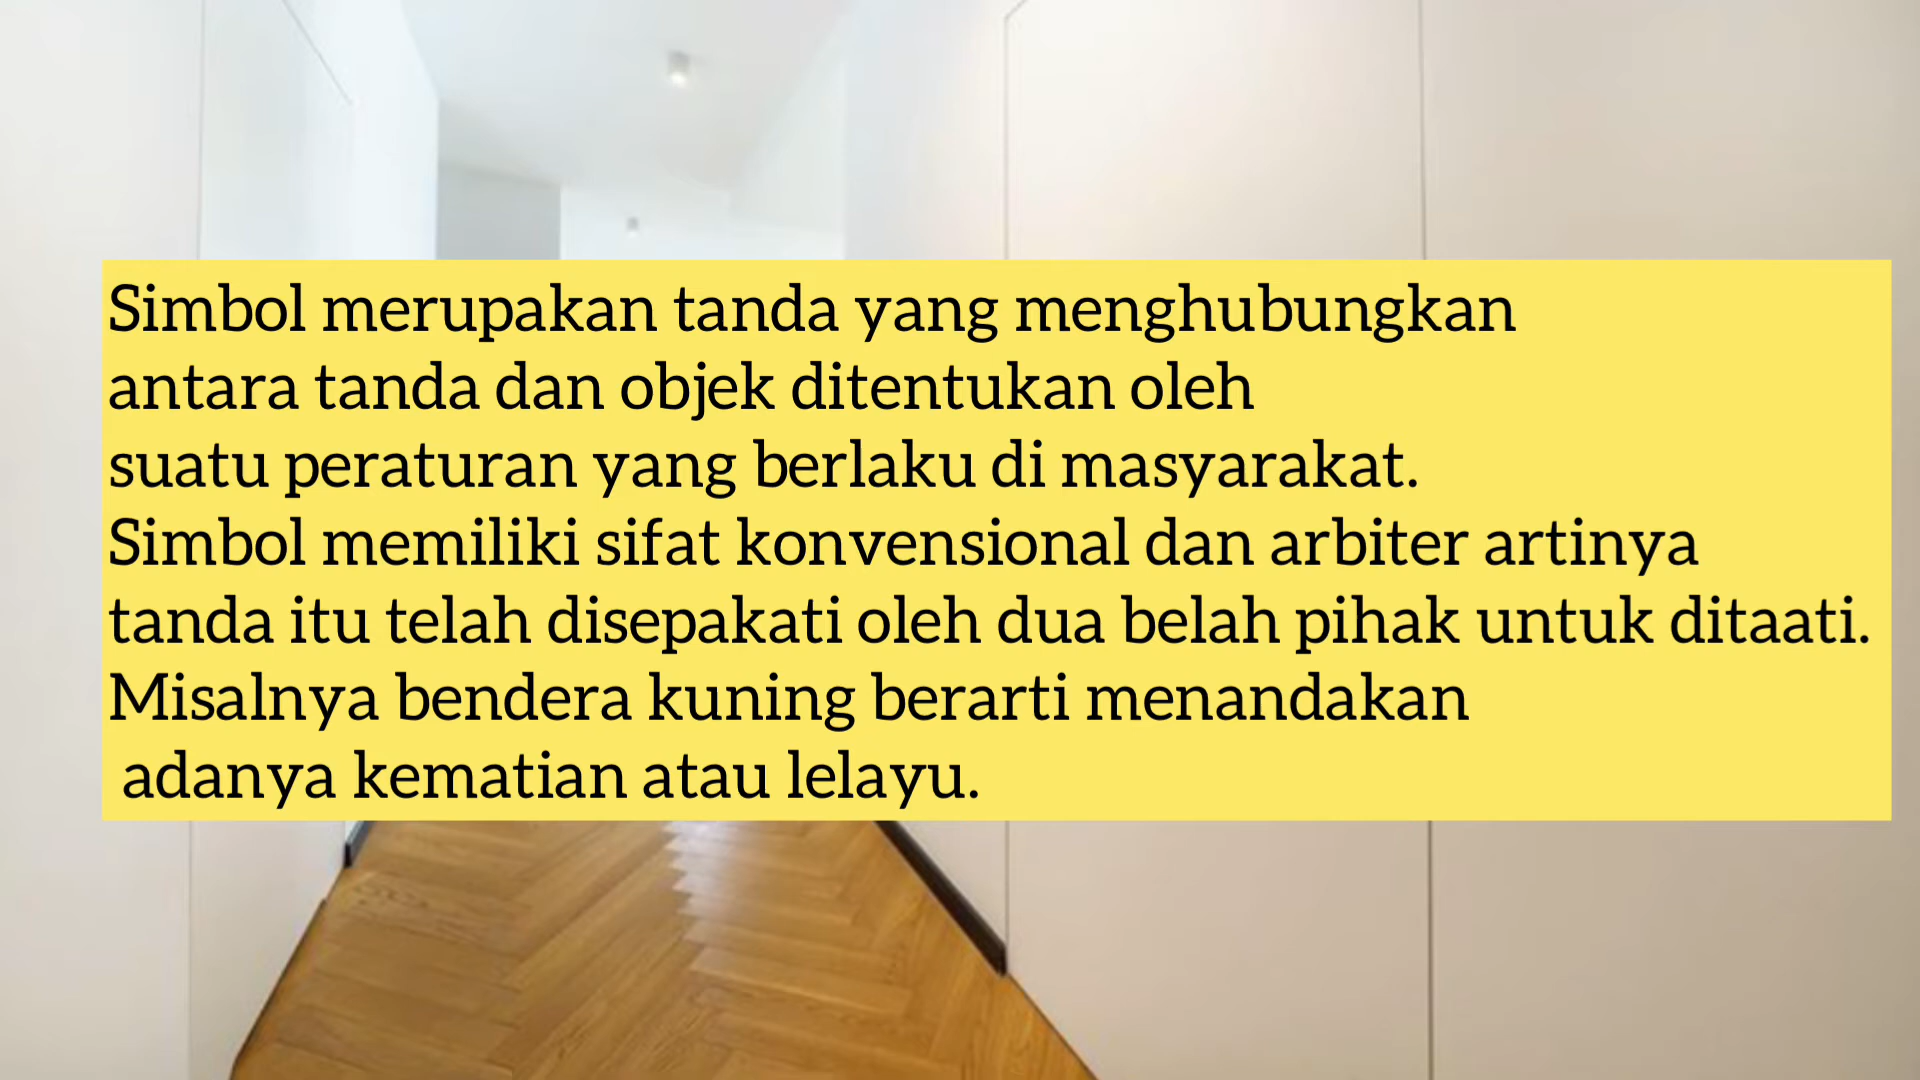 Simbol merupakan tanda yang menghubungkan
antara tanda dan objek ditentukan oleh
suatu peraturan yang berlaku di masyarakat.
Simbol memiliki sifat konvensional dan arbiter artinya
tanda itu telah disepakati oleh dua belah pihak untuk ditaati.
Misalnya bendera kuning berarti menandakan
adanya kematian atau lelayu.